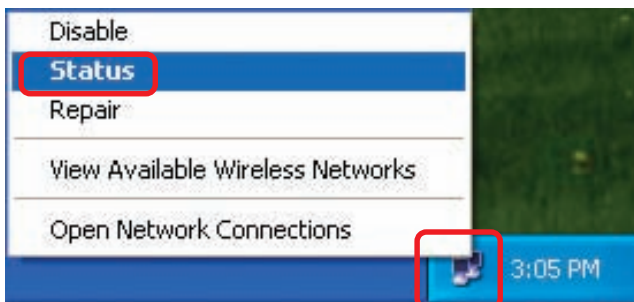 Disable
Status
Repair
View Available Wireless Networks
Open Network Connections
3:05 PM